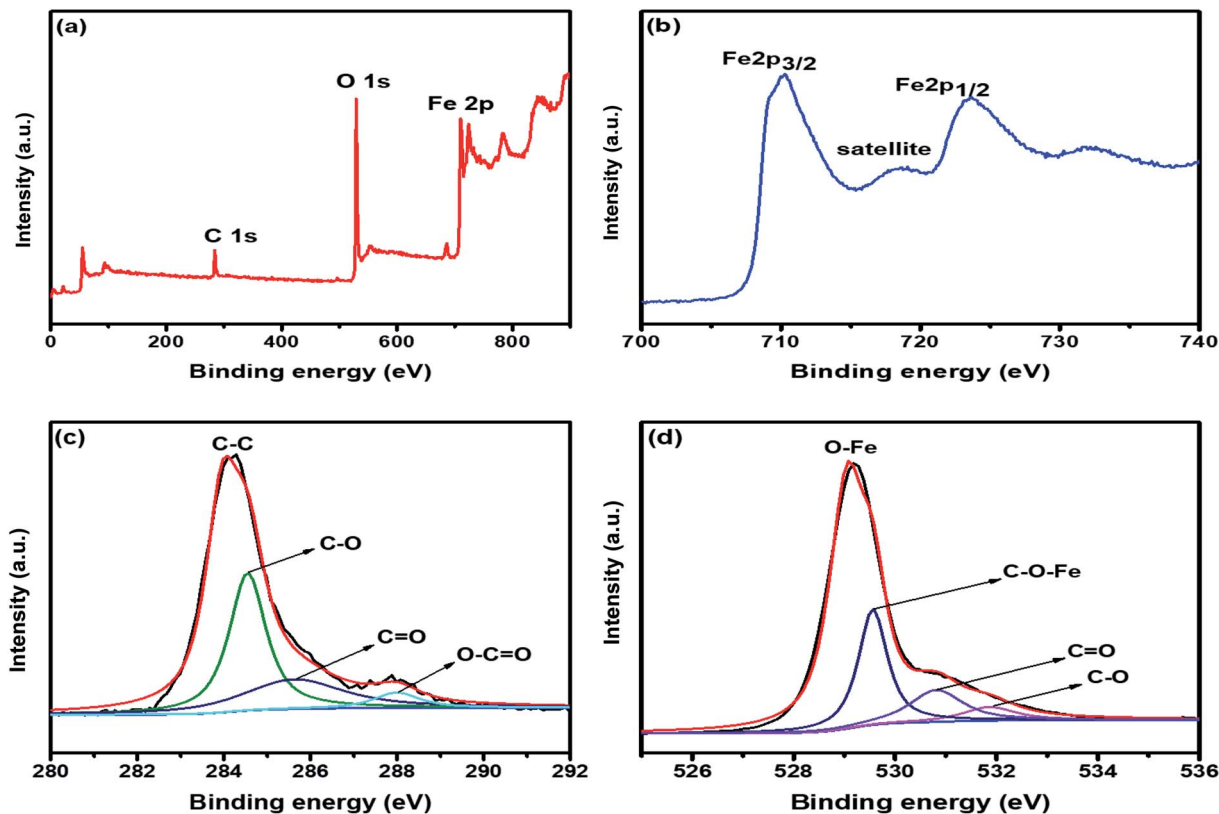 (a)
O 1s
Fe 2p
C 1s
Intensity (a.u.)
0 200 400 600 800
Binding energy (eV)
(b)
Fe2p3/2
Fe2p1/2
satellite
Intensity (a.u.)
700 710 720 730 740
Binding energy (eV)
(c)
C-C
C-O
C=O
O-C=O
Intensity (a.u.)
280 282 284 286 288 290 292
Binding energy (eV)
(d)
O-Fe
C-O-Fe
C=O
C-O
Intensity (a.u.)
526 528 530 532 534 536
Binding energy (eV)